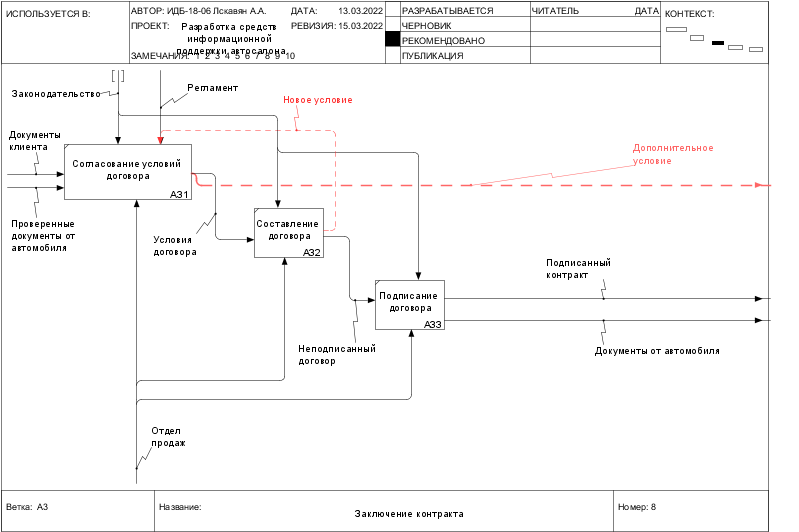 ИСПОЛЬЗУЕТСЯ В:
АВТОР: ИДБ-18-06 Лскавян А.А.
ДАТА: 13.03.2022
РАЗРАБАТЫВАЕТСЯ
ЧИТАТЕЛЬ
ДАТА
КОНТЕКСТ:
ПРОЕКТ: Разработка средств
информационной
поддержки автосалона
РЕВИЗИЯ: 15.03.2022
ЧЕРНОВИК
РЕКОМЕНДОВАНО
ЗАМЕЧАНИЯ: 1 2 3 4 5 6 7 8 9 10
ПУБЛИКАЦИЯ
Законодательство
Регламент
Новое условие
Документы
клиента
Согласование условий
договора
А31
Дополнительное
условие
Проверенные
документы от
автомобиля
Условия
договора
Составление
договора
А32
Подписанный
контракт
Подписание
договора
А33
Неподписанный
договор
Документы от автомобиля
Отдел
продаж
Ветка: А3
Название:
Заключение контракта
Номер: 8